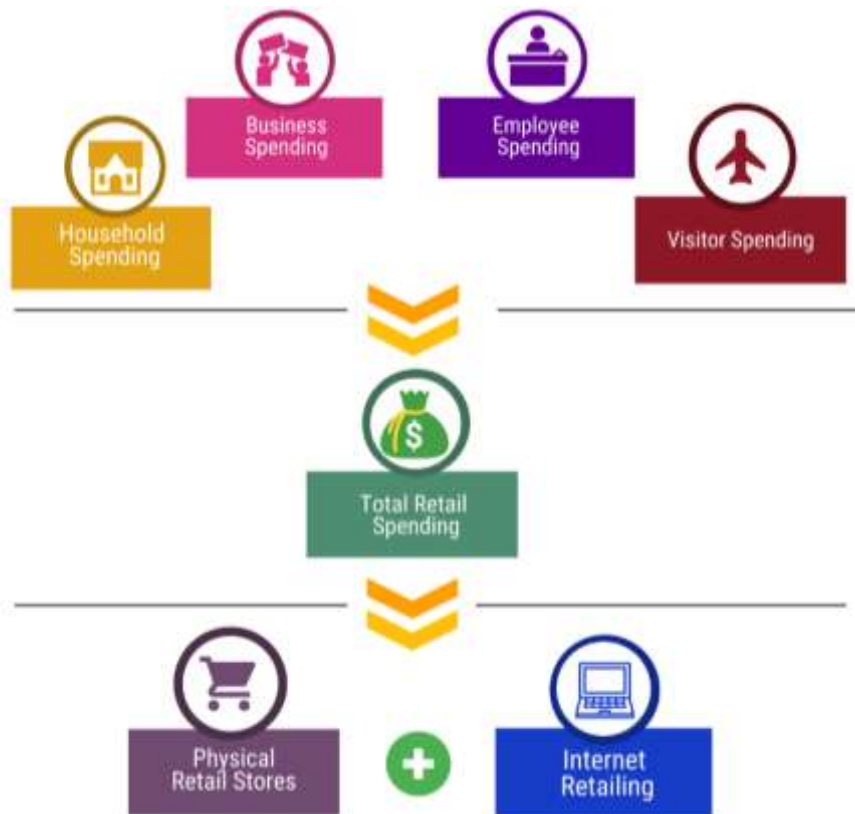 Business
Spending
Employee
Spending
Household
Spending
Visitor Spending
$
Total Retail
Spending
Physical
Retail Stores
Internet
Retailing